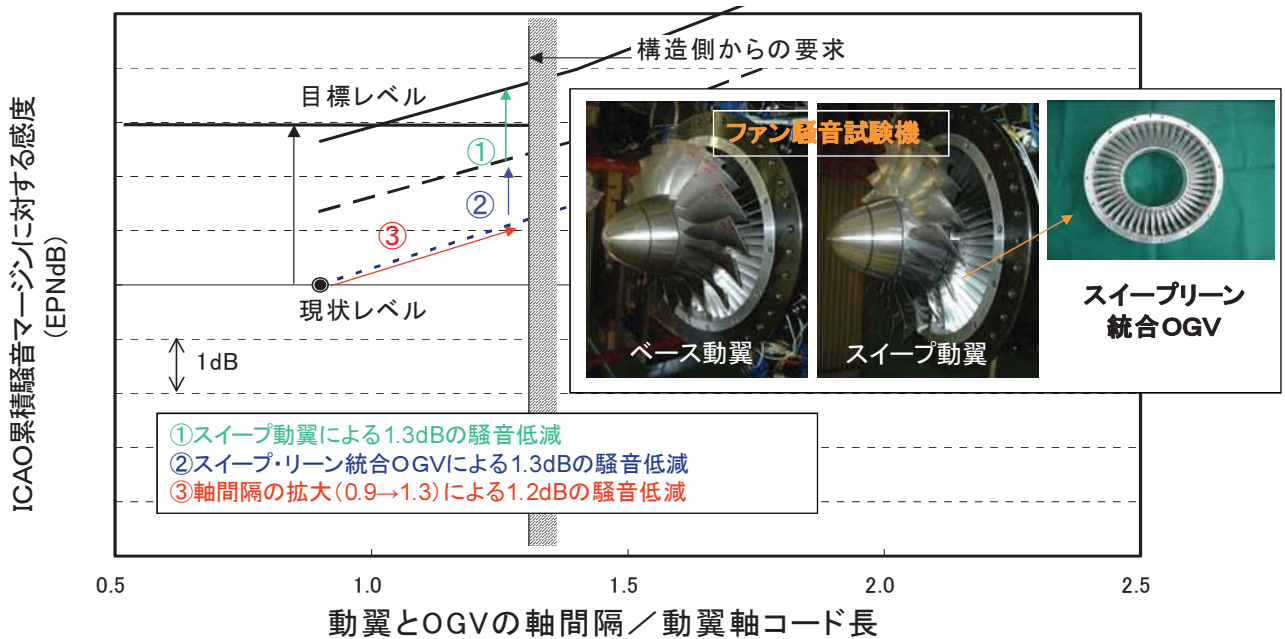 構造側からの要求
目標レベル
ICAO累積騒音マージンに対する感度
(EPNdB)
①
②
③
現状レベル
1dB
ファン騒音試験機
ベース動翼
スイープ動翼
スイープリーン
統合OGV
①スイープ動翼による1.3dBの騒音低減
②スイープ・リーン統合OGVによる1.3dBの騒音低減
③軸間隔の拡大(0.9→1.3)による1.2dBの騒音低減
0.5
1.0
1.5
2.0
2.5
動翼とOGVの軸間隔／動翼軸コード長